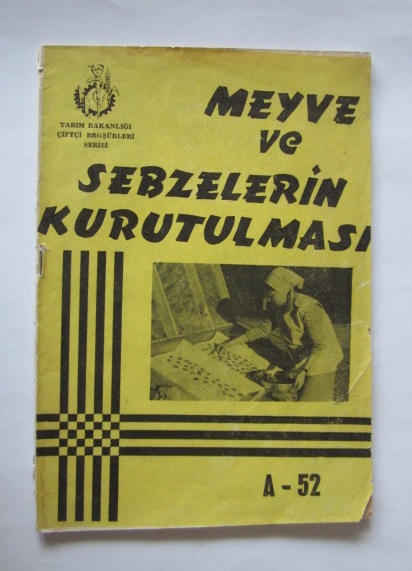 TARIM BAKANLIĞI
ÇİFTÇİ BROŞÜRLERİ
SERİSİ
MEYVE
VE
SEBZELERİN
KURUTULMASI
A - 52